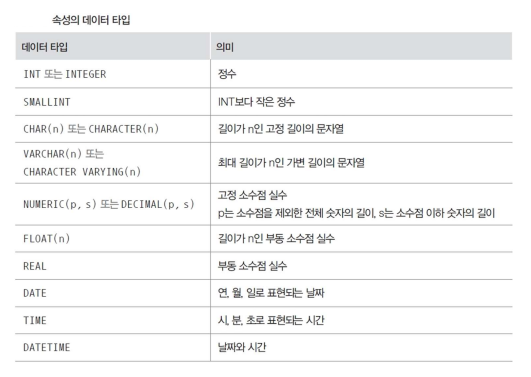 속성의 데이터 타입
데이터 타입 의미
INT 또는 INTEGER 정수
SMALLINT INT보다 작은 정수
CHAR(n) 또는 CHARACTER(n) 길이가 n인 고정 길이의 문자열
VARCHAR(n) 또는
CHARACTER VARYING(n) 최대 길이가 n인 가변 길이의 문자열
NUMERIC(p, s) 또는 DECIMAL(p, s) 고정 소수점 실수
p는 소수점을 제외한 전체 숫자의 길이, s는 소수점 이하 숫자의 길이
FLOAT(n) 길이가 n인 부동 소수점 실수
REAL 부동 소수점 실수
DATE 연, 월, 일로 표현되는 날짜
TIME 시, 분, 초로 표현되는 시간
DATETIME 날짜와 시간